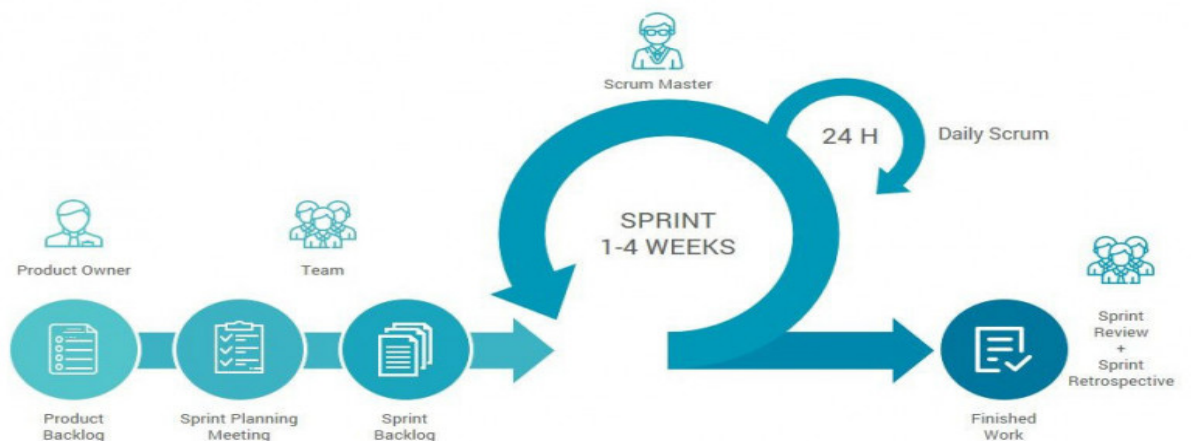 Scrum Master
24 H
Daily Scrum
SPRINT
1-4 WEEKS
Product Owner
Team
Sprint
Review
+
Sprint
Retrospective
Product
Backlog
Sprint Planning
Meeting
Sprint
Backlog
Finished
Work